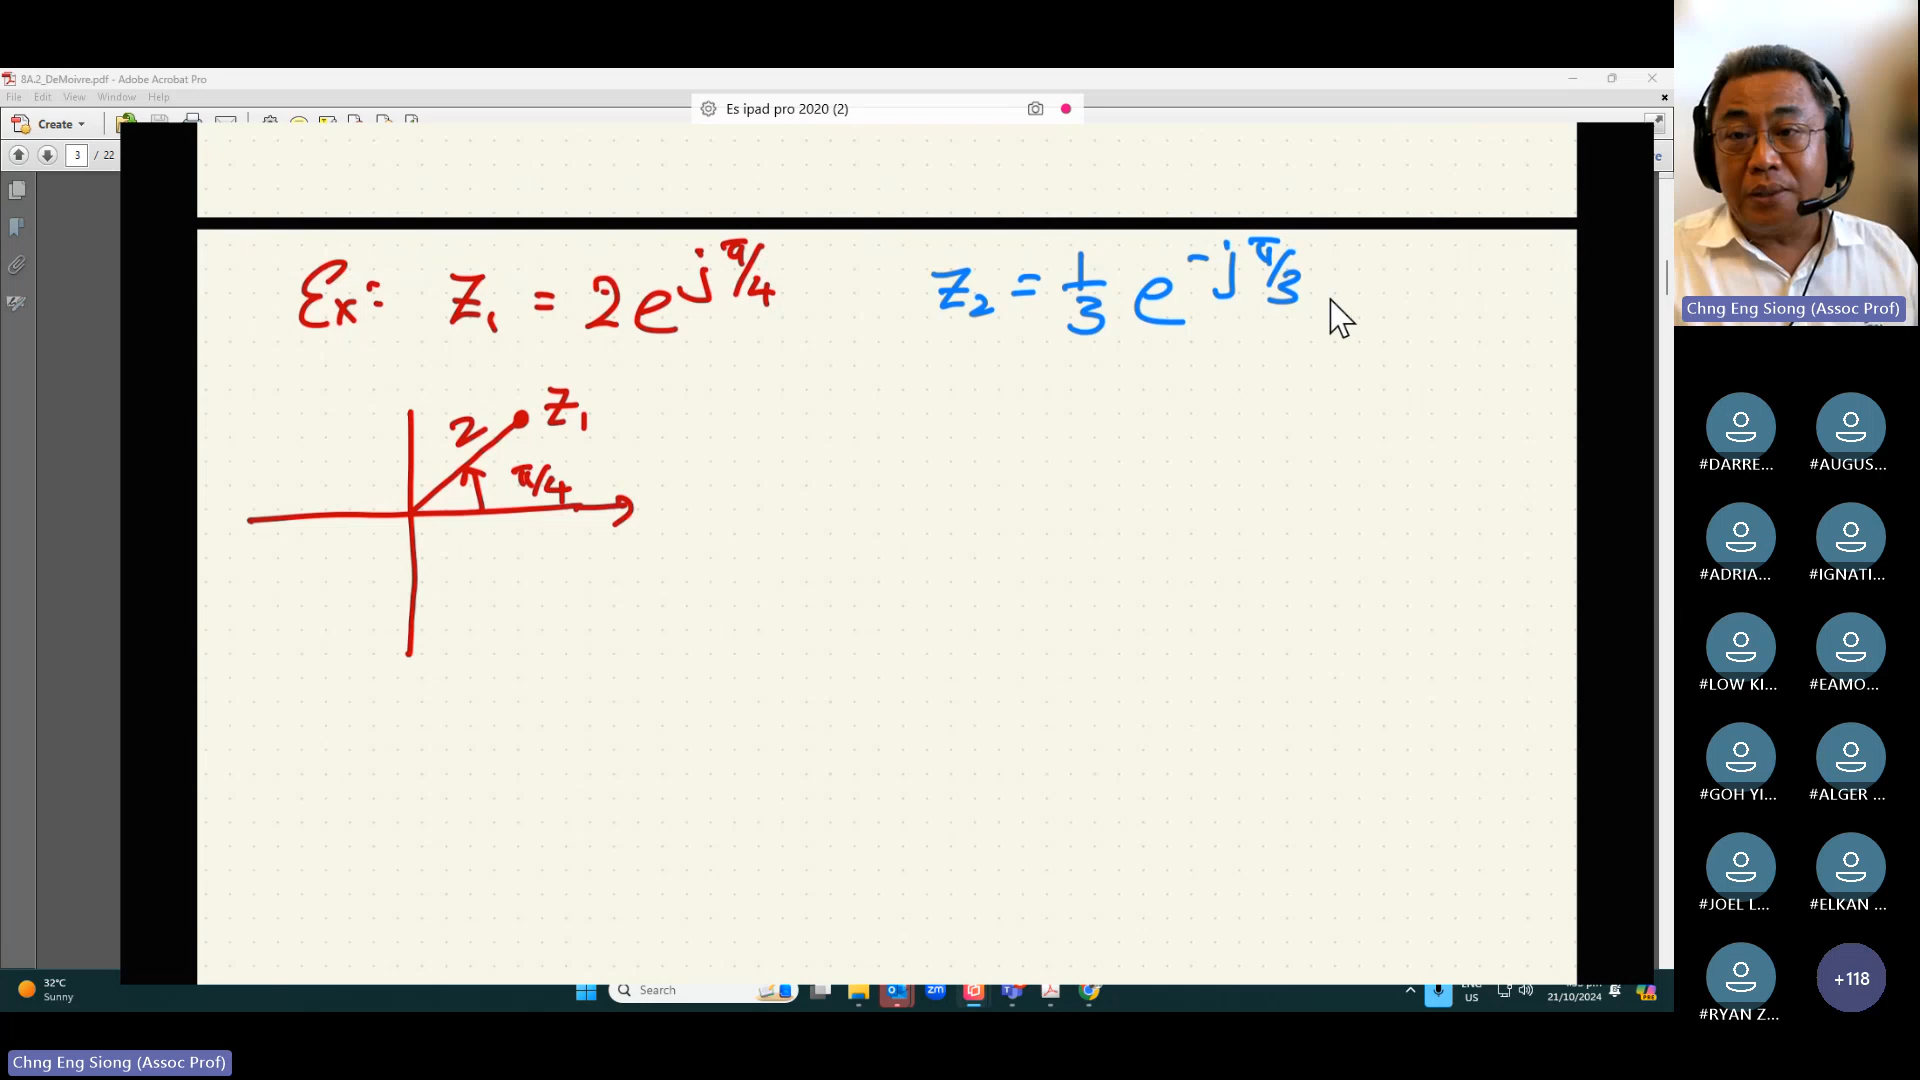 8A.2_DeMoivre.pdf - Adobe Acrobat Pro
File Edit View Window Help
Es ipad pro 2020 (2)
Create
3 / 22
Ex: Z₁ = 2e^{jπ/4}
Z₂ = 1/3 e^{-jπ/3}
Z₁
2
π/4
Chng Eng Siong (Assoc Prof)
#DARRE... #AUGUS...
#ADRIA... #IGNATI...
#LOW KI... #EAMO...
#GOH YI... #ALGER ...
#JOEL L... #ELKAN ...
#RYAN Z... +118
32°C
Sunny
Search
zm
US
21/10/2024
Chng Eng Siong (Assoc Prof)